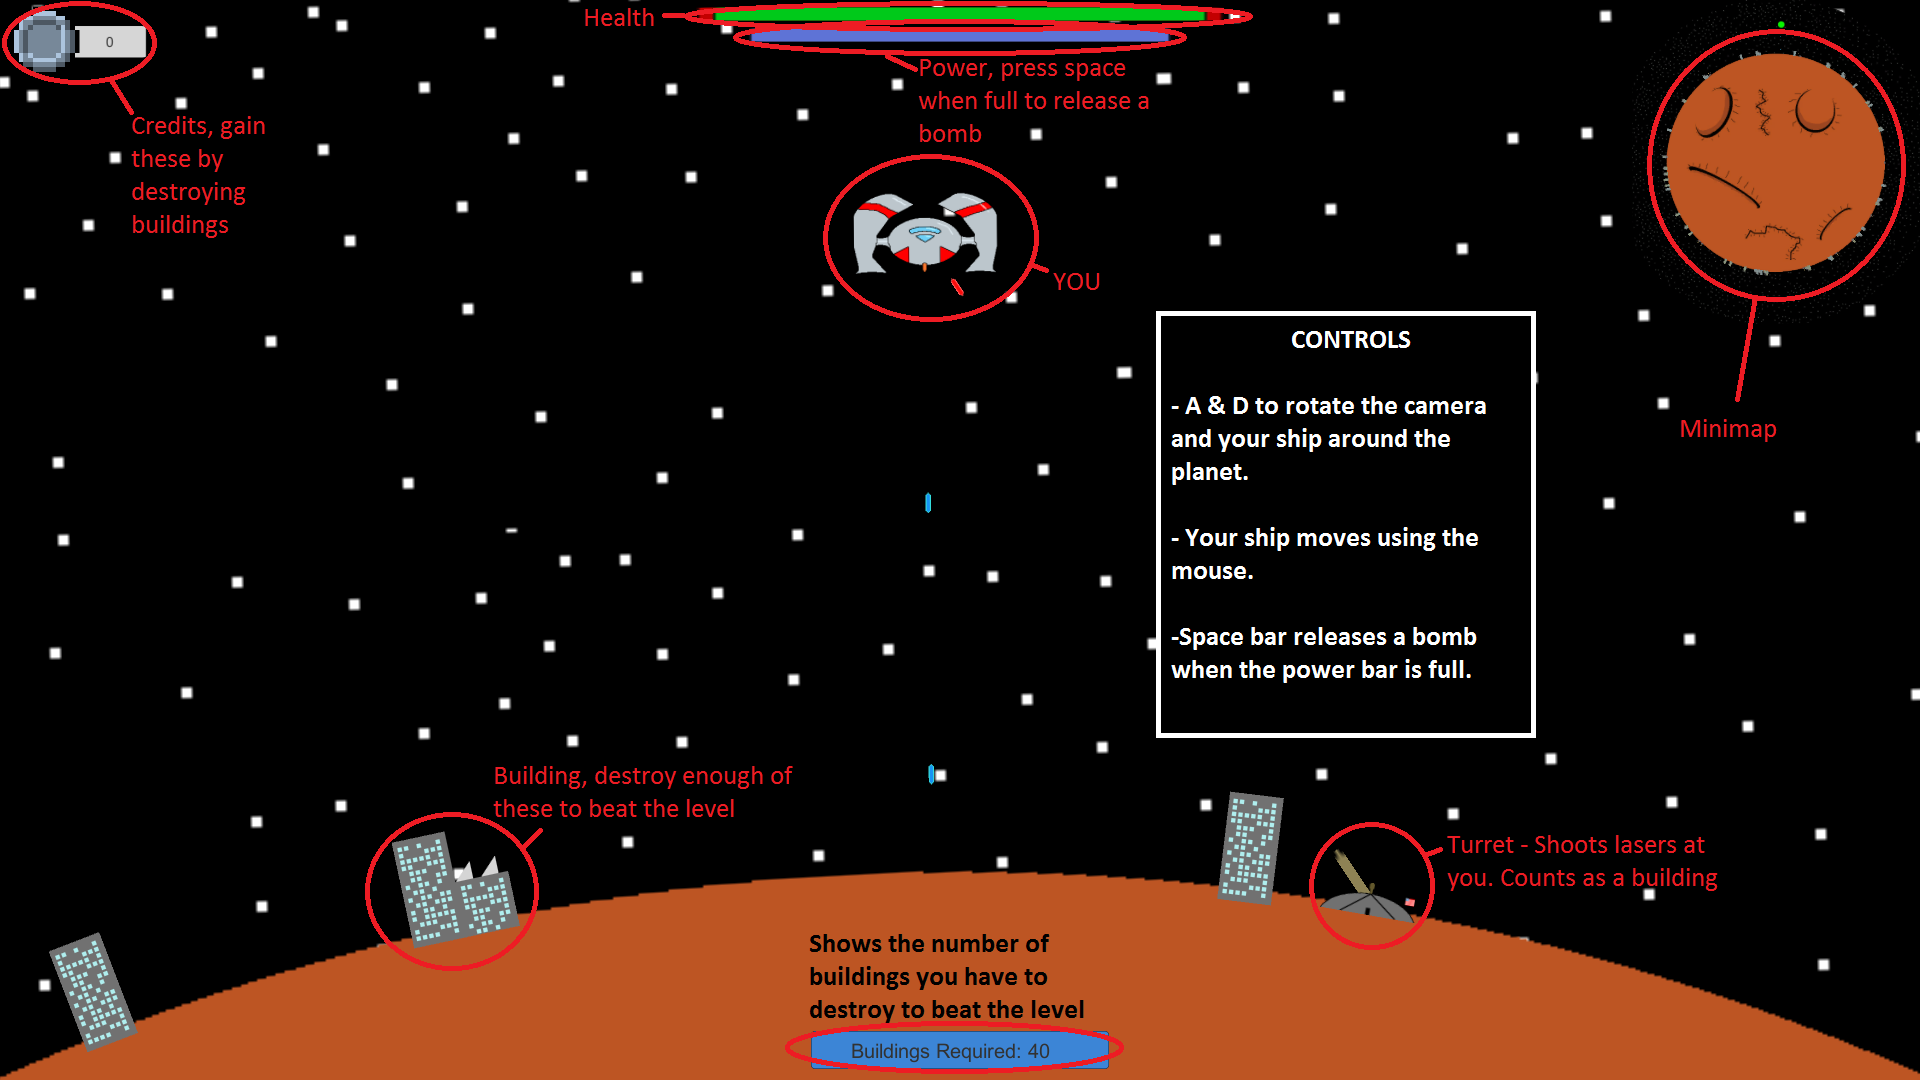 Health
0
Power, press space
when full to release a
bomb
Credits, gain
these by
destroying
buildings
YOU
CONTROLS
- A & D to rotate the camera
and your ship around the
planet.
- Your ship moves using the
mouse.
-Space bar releases a bomb
when the power bar is full.
Minimap
Building, destroy enough of
these to beat the level
Turret - Shoots lasers at
you. Counts as a building
Shows the number of
buildings you have to
destroy to beat the level
Buildings Required: 40